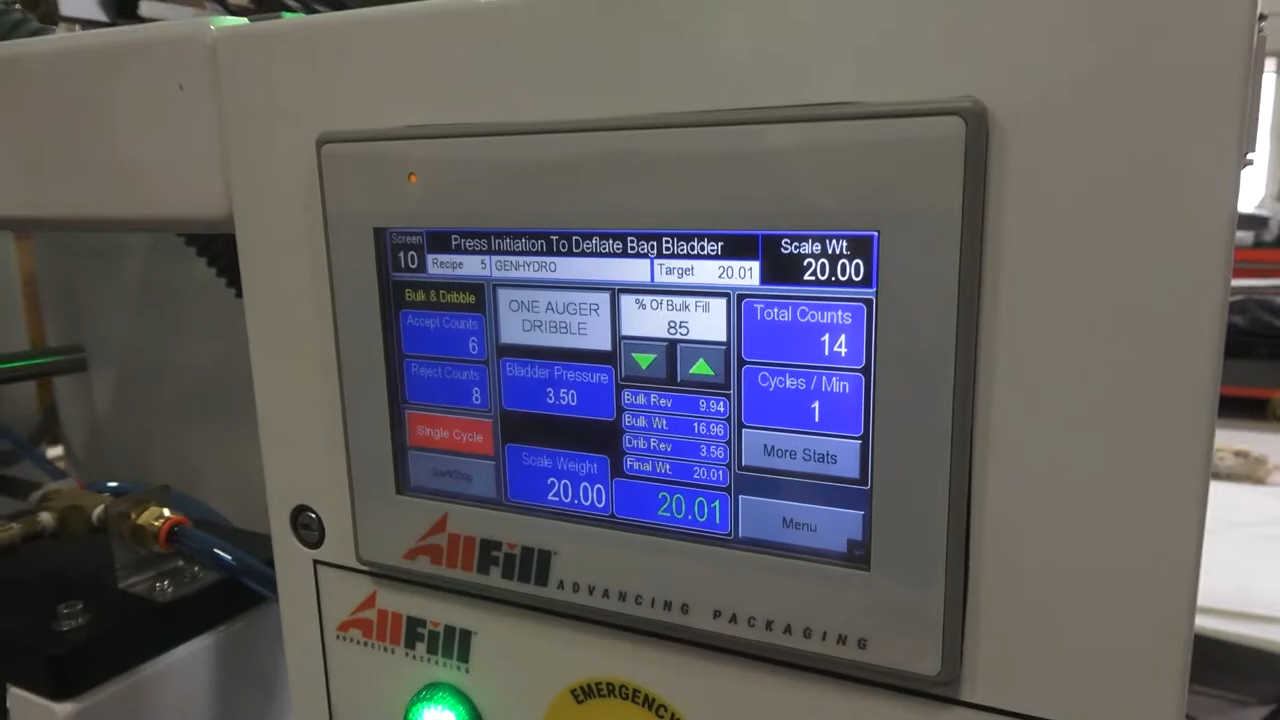 Screen
10
Press Initiation To Deflate Bag Bladder
Recipe 5 GENHYDRO
Target 20.01
Scale Wt.
20.00
Bulk & Dribble
Accept Counts
6
Reject Counts
8
Single Cycle
Start/Stop
ONE AUGER
DRIBBLE
Bladder Pressure
3.50
Scale Weight
20.00
% Of Bulk Fill
85
Bulk Rev 9.94
Bulk Wt. 16.96
Drib Rev 3.56
Final Wt. 20.01
20.01
Total Counts
14
Cycles / Min
1
More Stats
Menu
AllFill
ADVANCING PACKAGING
AllFill
ADVANCING PACKAGING
EMERGENCY